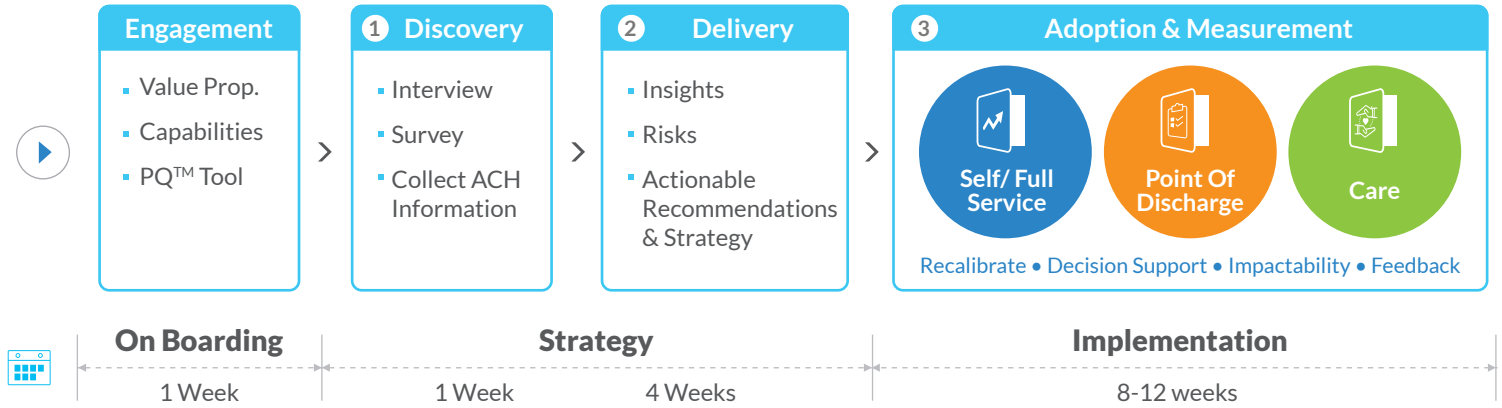 Engagement
Value Prop.
Capabilities
PQ™ Tool
1 Discovery
Interview
Survey
Collect ACH
Information
2 Delivery
Insights
Risks
Actionable
Recommendations
& Strategy
3 Adoption & Measurement
Self/ Full
Service
Point Of
Discharge
Care
Recalibrate • Decision Support • Impactability • Feedback
On Boarding
1 Week
Strategy
1 Week
4 Weeks
Implementation
8-12 weeks